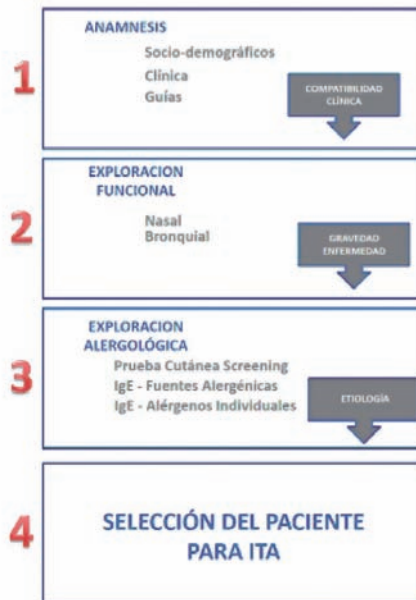 1
ANAMNESIS
Socio-demográficos
Clínica
Guías
COMPATIBILIDAD
CLÍNICA
2
EXPLORACION
FUNCIONAL
Nasal
Bronquial
GRAVEDAD
ENFERMEDAD
3
EXPLORACION
ALERGOLÓGICA
Prueba Cutánea Screening
IgE - Fuentes Alergénicas
IgE - Alérgenos Individuales
ETIOLOGÍA
4
SELECCIÓN DEL PACIENTE
PARA ITA